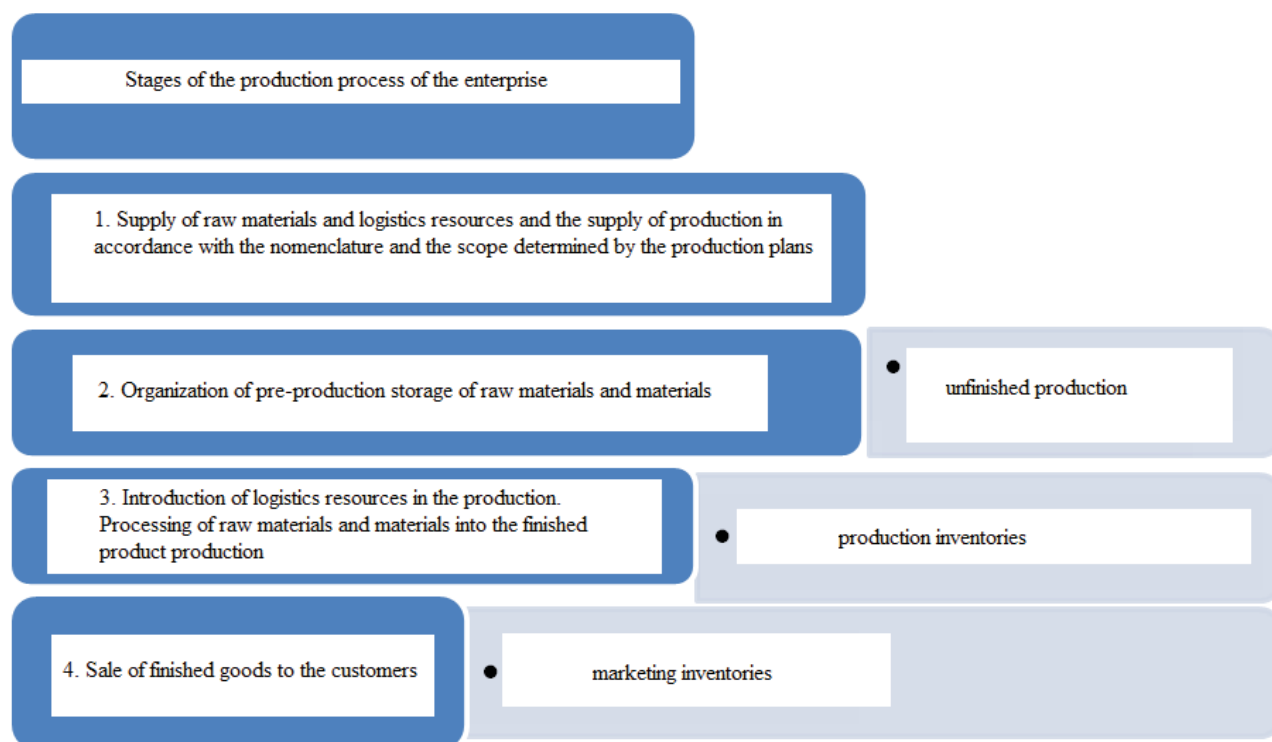 Stages of the production process of the enterprise
1. Supply of raw materials and logistics resources and the supply of production in
accordance with the nomenclature and the scope determined by the production plans
2. Organization of pre-production storage of raw materials and materials
• unfinished production
3. Introduction of logistics resources in the production.
Processing of raw materials and materials into the finished
product production
• production inventories
4. Sale of finished goods to the customers
• marketing inventories